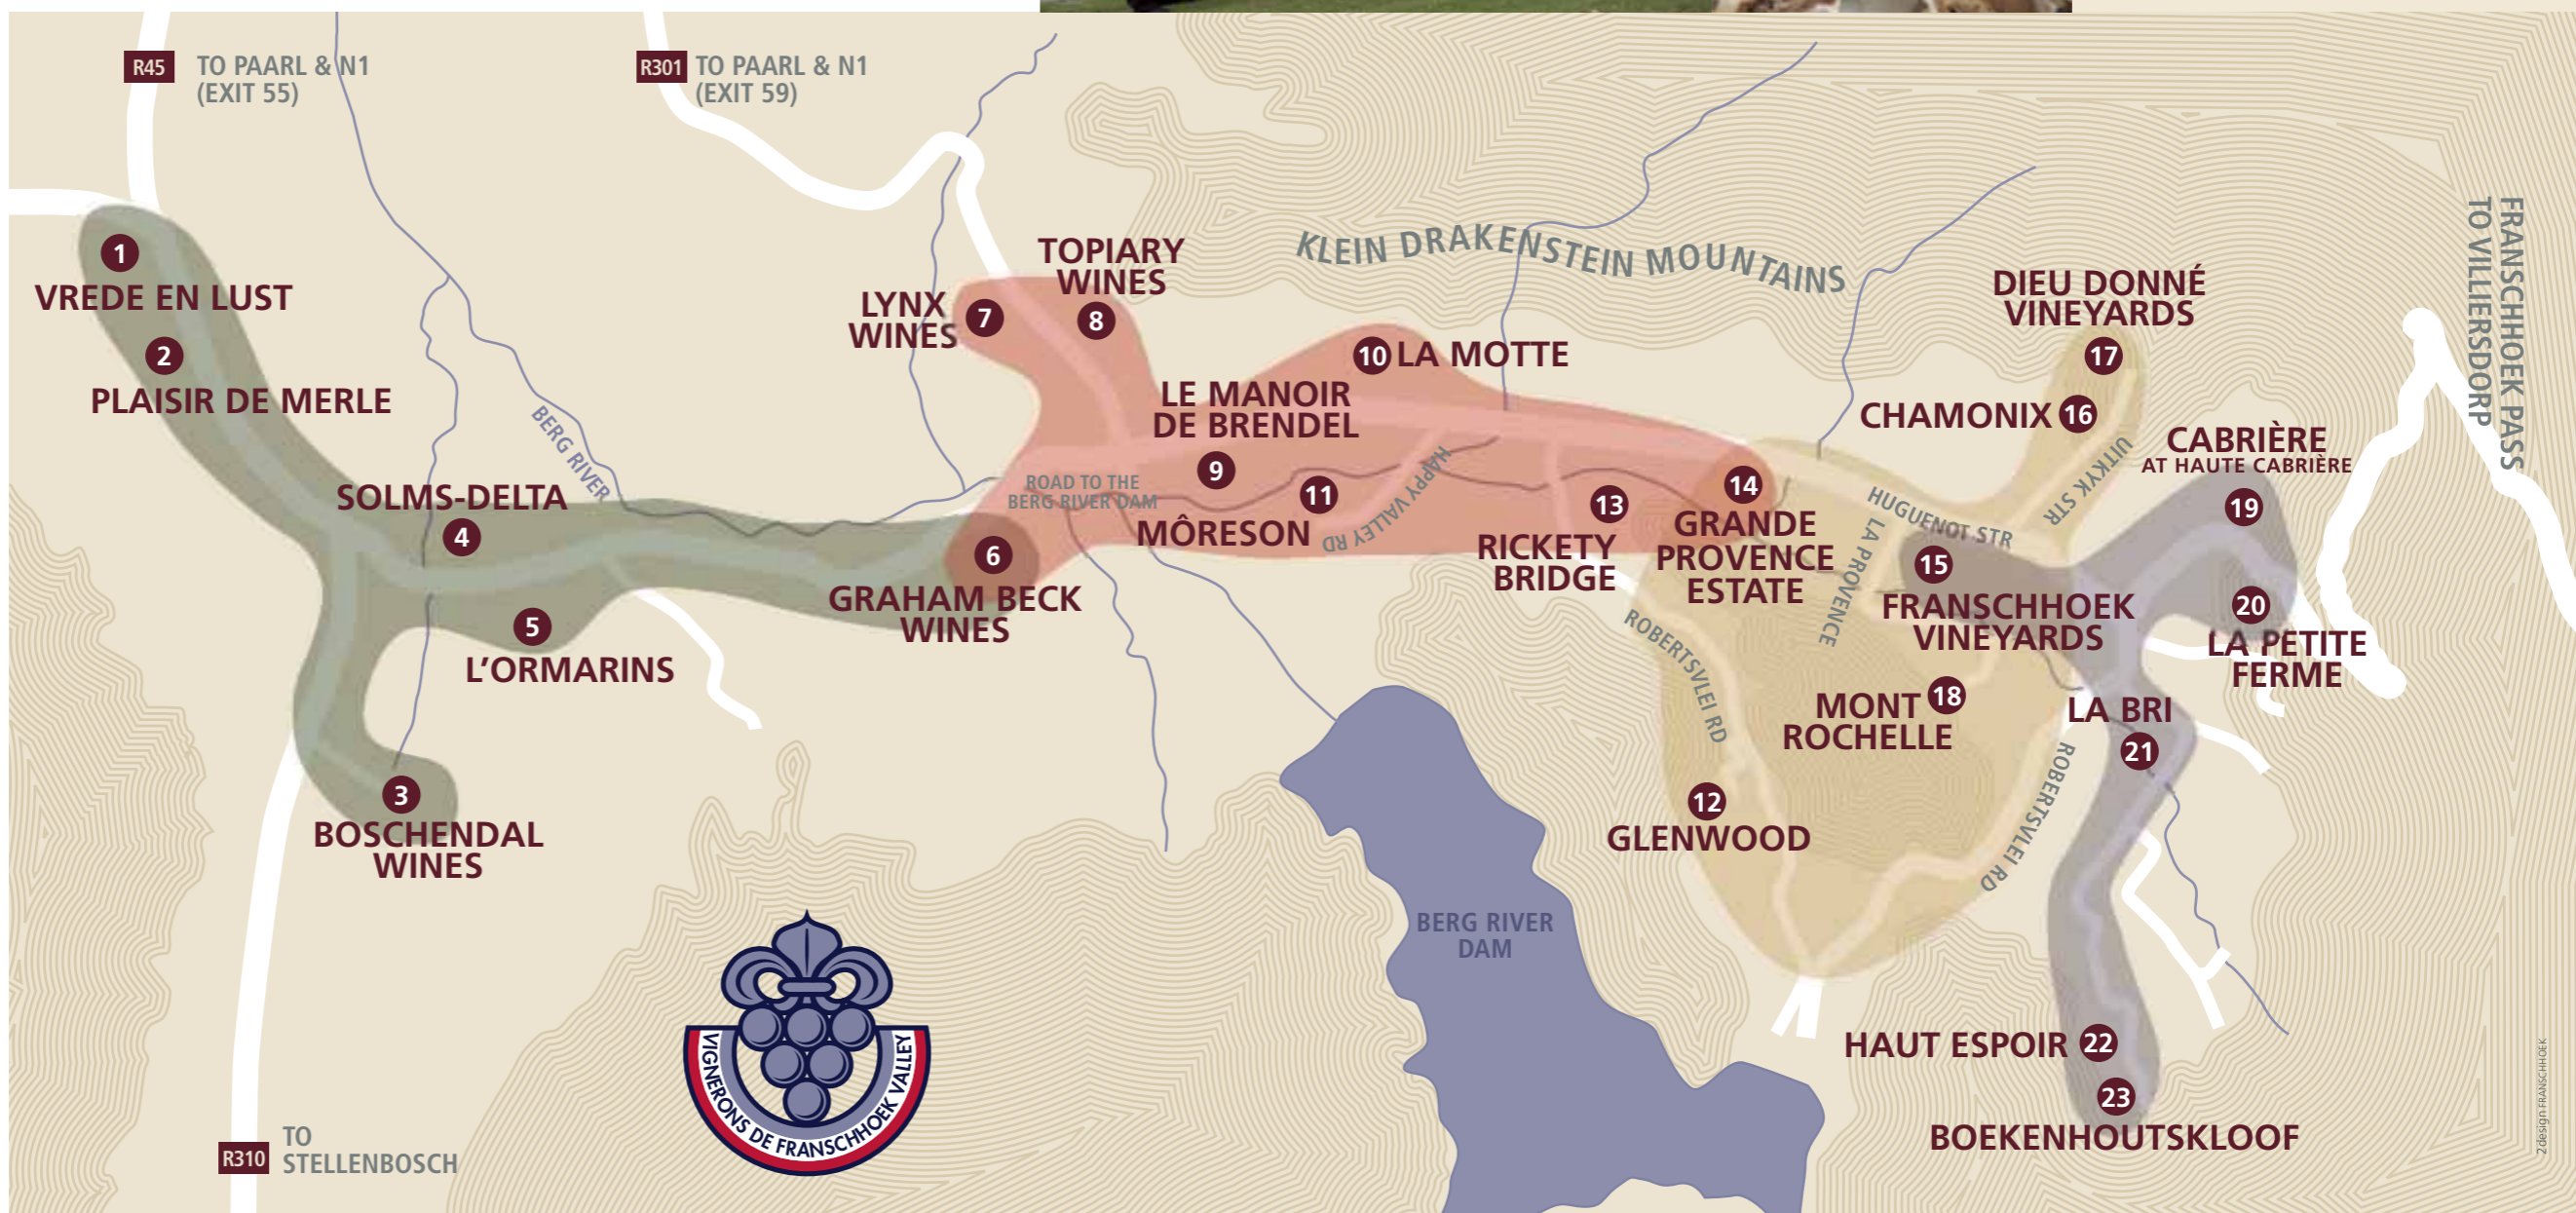 R45
TO PAARL & N1
(EXIT 55)
R301
TO PAARL & N1
(EXIT 59)
FRANSCHHOEK PASS
TO VILLIERSDORP
KLEIN DRAKENSTEIN MOUNTAINS
1
VREDE EN LUST
2
PLAISIR DE MERLE
BERG RIVER
SOLMS-DELTA
4
5
L'ORMARINS
3
BOSCHENDAL
WINES
6
GRAHAM BECK
WINES
LYNX
WINES
7
TOPIARY
WINES
8
10
LA MOTTE
LE MANOIR
DE BRENDEL
9
ROAD TO THE
BERG RIVER DAM
11
MÔRESON
HAPPY VALLEY RD
13
RICKETY
BRIDGE
14
GRANDE
PROVENCE
ESTATE
LA PROVENCE
HUGUENOT STR
UITKYK STR
DIEU DONNÉ
VINEYARDS
17
CHAMONIX
16
CABRIÈRE
AT HAUTE CABRIÈRE
19
20
LA PETITE
FERME
15
FRANSCHHOEK
VINEYARDS
MONT
ROCHELLE
18
ROBERTSVLEI RD
12
GLENWOOD
ROBERTSVLEI RD
LA BRI
21
HAUT ESPOIR
22
23
BOEKENHOUTSKLOOF
BERG RIVER
DAM
VIGNERONS DE FRANSCHHOEK VALLEY
R310
TO
STELLENBOSCH
2design FRANSCHHOEK